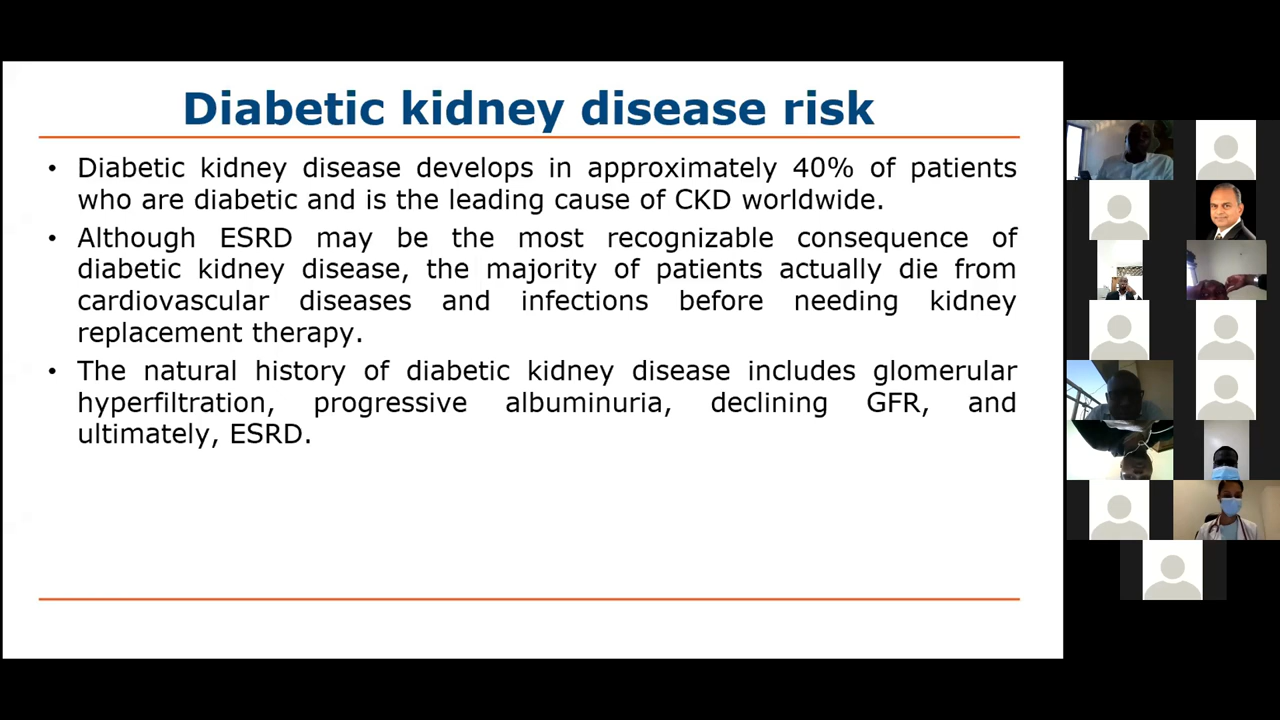 Diabetic kidney disease risk
• Diabetic kidney disease develops in approximately 40% of patients
who are diabetic and is the leading cause of CKD worldwide.
• Although ESRD may be the most recognizable consequence of
diabetic kidney disease, the majority of patients actually die from
cardiovascular diseases and infections before needing kidney
replacement therapy.
• The natural history of diabetic kidney disease includes glomerular
hyperfiltration, progressive albuminuria, declining GFR, and
ultimately, ESRD.